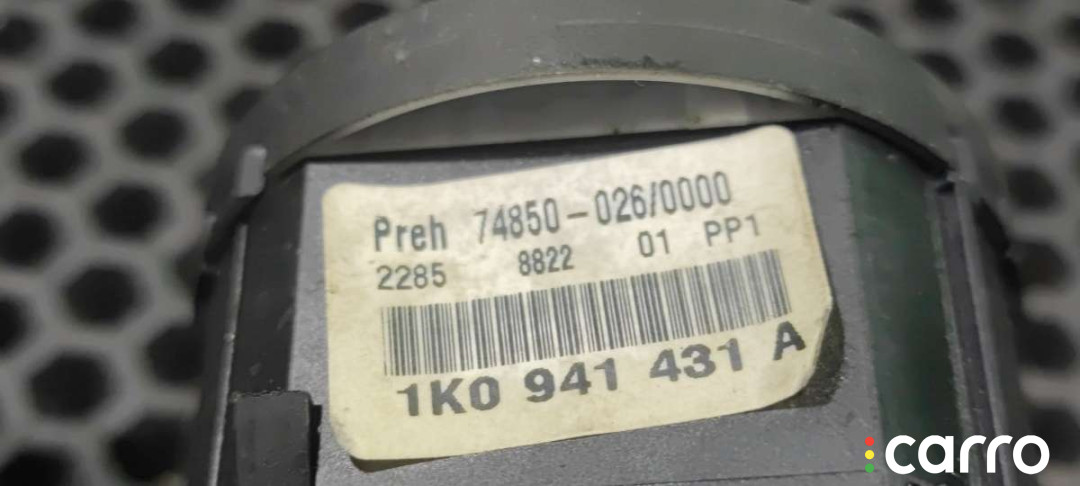 Preh 74850-026/0000
2285 8822 01 PP1
1K0 941 431 A
carro